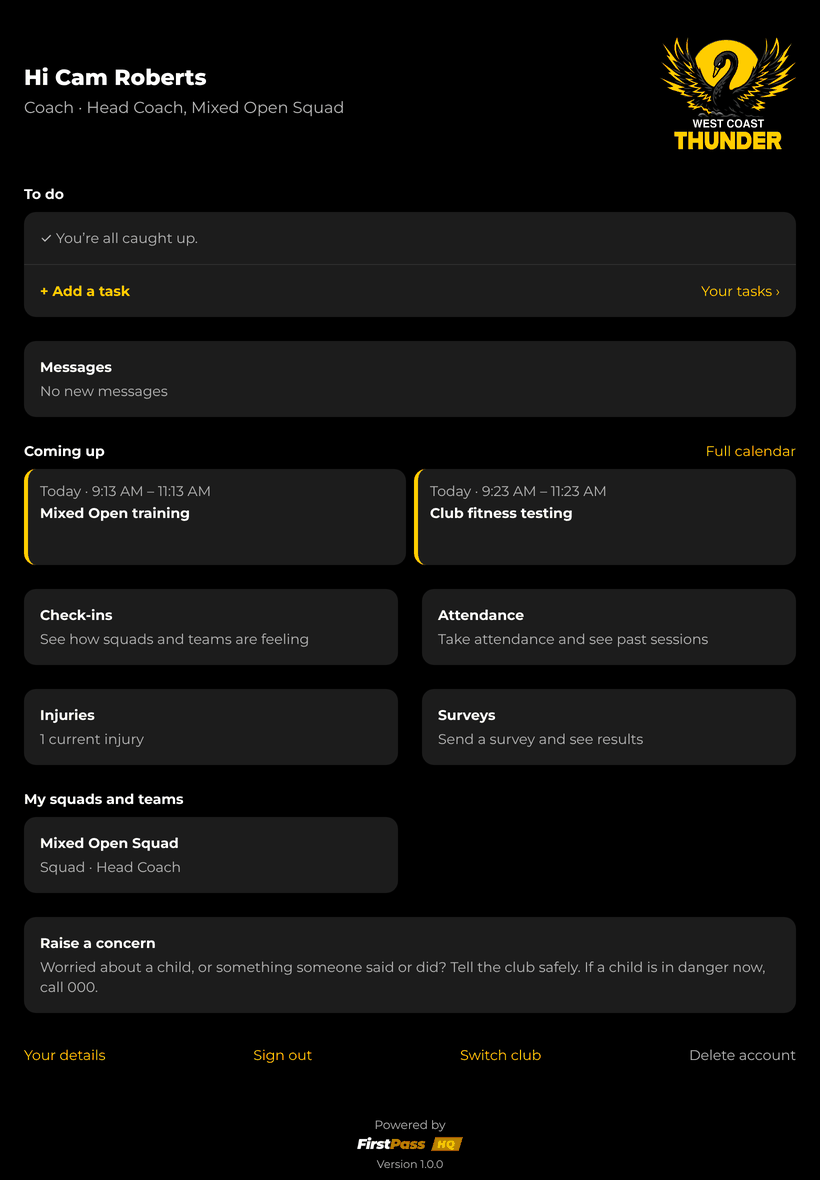 Hi Cam Roberts
Coach · Head Coach, Mixed Open Squad
WEST COAST
THUNDER
To do
✓ You're all caught up.
+ Add a task
Your tasks ›
Messages
No new messages
Coming up
Full calendar
Today · 9:13 AM – 11:13 AM
Mixed Open training
Today · 9:23 AM – 11:23 AM
Club fitness testing
Check-ins
See how squads and teams are feeling
Attendance
Take attendance and see past sessions
Injuries
1 current injury
Surveys
Send a survey and see results
My squads and teams
Mixed Open Squad
Squad · Head Coach
Raise a concern
Worried about a child, or something someone said or did? Tell the club safely. If a child is in danger now,
call 000.
Your details
Sign out
Switch club
Delete account
Powered by
FirstPass HQ
Version 1.0.0